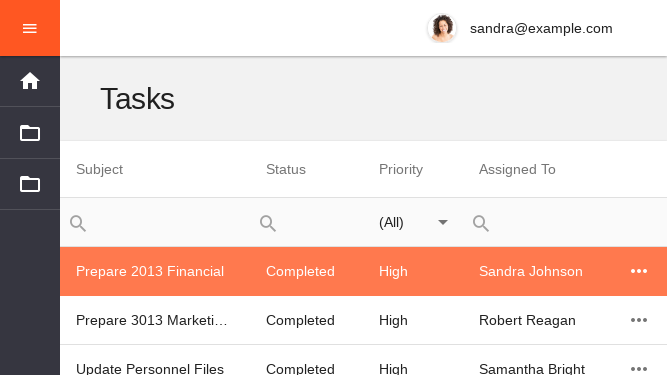 sandra@example.com
Tasks
Subject Status Priority Assigned To
(All)
Prepare 2013 Financial Completed High Sandra Johnson
Prepare 3013 Marketi… Completed High Robert Reagan
Update Personnel Files Completed High Samantha Bright